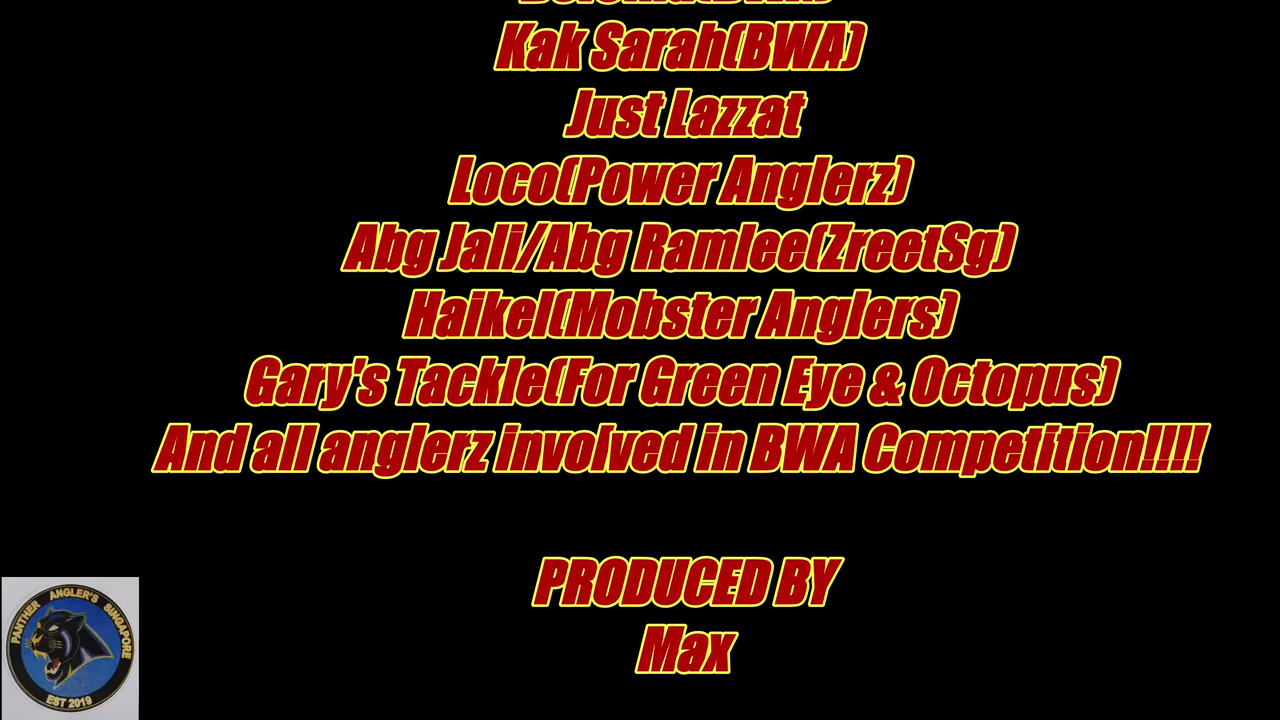 Kak Sarah(BWA)
Just Lazzat
Loco(Power Anglerz)
Abg Jali/Abg Ramlee(ZreetSg)
Haikel(Mobster Anglers)
Gary's Tackle(For Green Eye & Octopus)
And all anglerz involved in BWA Competition!!!!
PRODUCED BY
Max
PANTHER ANGLER'S SINGAPORE
EST 2019